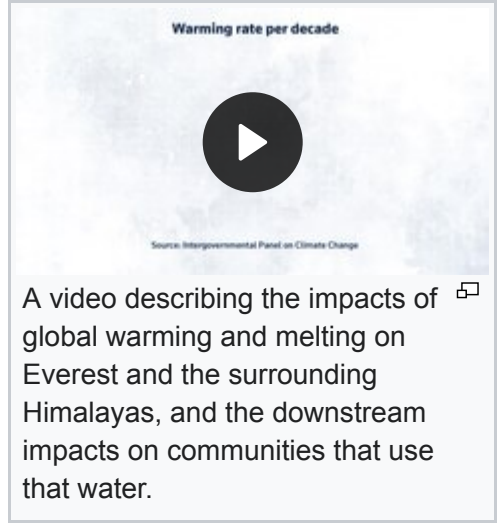 Warming rate per decade
Source: Intergovernmental Panel on Climate Change
A video describing the impacts of
global warming and melting on
Everest and the surrounding
Himalayas, and the downstream
impacts on communities that use
that water.